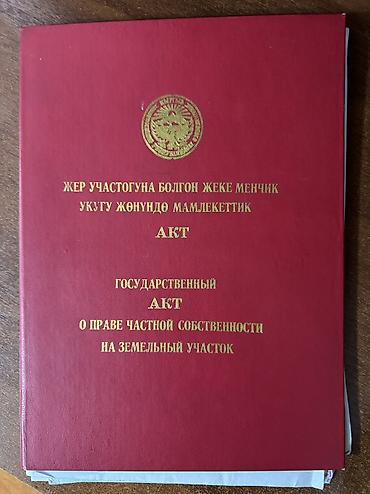 ЖЕР УЧАСТОГУНА БОЛГОН ЖЕКЕ МЕНЧИК
УКУГУ ЖӨНҮНДӨ МАМЛЕКЕТТИК
АКТ
ГОСУДАРСТВЕННЫЙ
АКТ
О ПРАВЕ ЧАСТНОЙ СОБСТВЕННОСТИ
НА ЗЕМЕЛЬНЫЙ УЧАСТОК